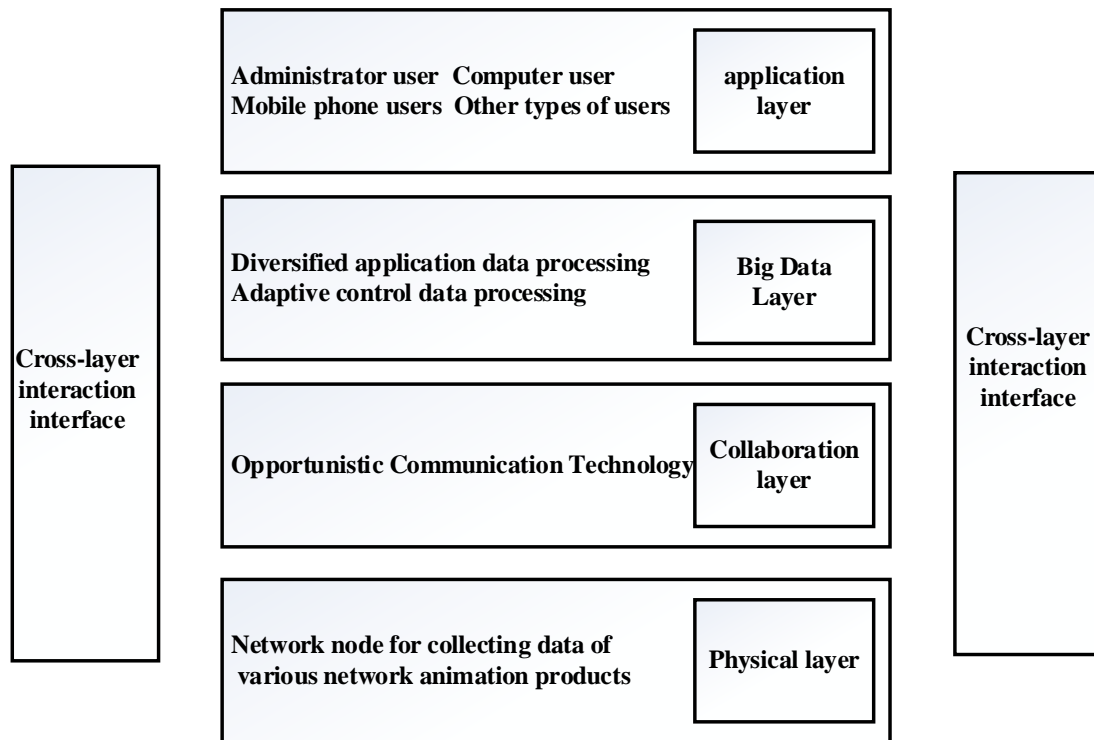 Administrator user  Computer user
Mobile phone users  Other types of users
application
layer
Cross-layer
interaction
interface
Diversified application data processing
Adaptive control data processing
Big Data
Layer
Opportunistic Communication Technology
Collaboration
layer
Network node for collecting data of
various network animation products
Physical layer
Cross-layer
interaction
interface